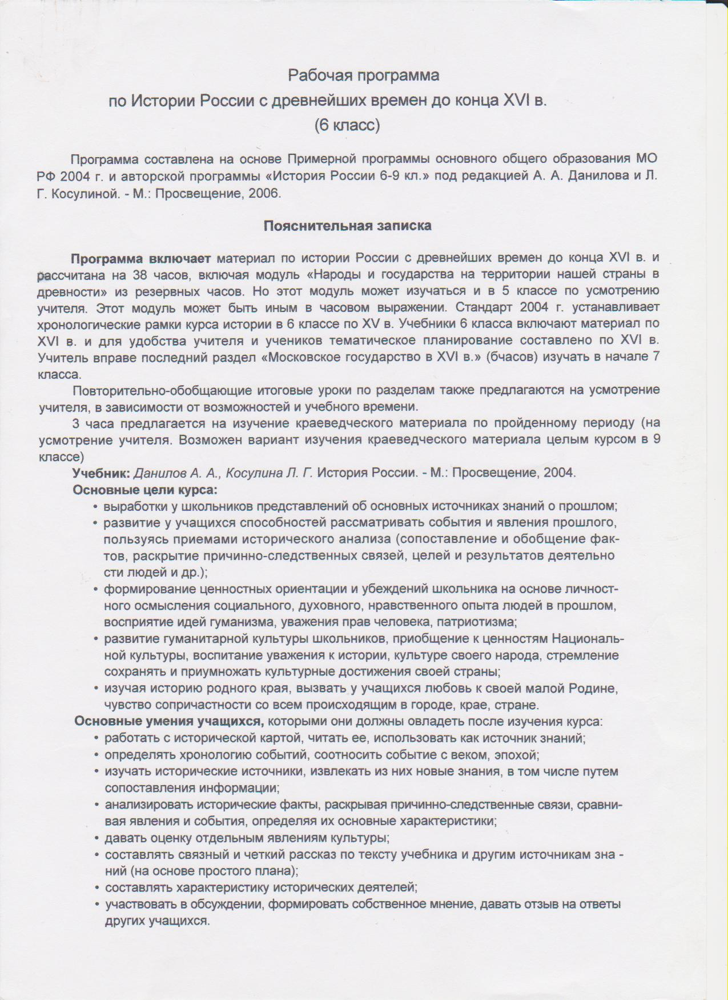 Рабочая программа
по Истории России с древнейших времен до конца XVI в.
(6 класс)
Программа составлена на основе Примерной программы основного общего образования МО
РФ 2004 г. и авторской программы «История России 6-9 кл.» под редакцией А. А. Данилова и Л.
Г. Косулиной. - М.: Просвещение, 2006.
Пояснительная записка
Программа включает материал по истории России с древнейших времен до конца XVI в. и
рассчитана на 38 часов, включая модуль «Народы и государства на территории нашей страны в
древности» из резервных часов. Но этот модуль может изучаться и в 5 классе по усмотрению
учителя. Этот модуль может быть иным в часовом выражении. Стандарт 2004 г. устанавливает
хронологические рамки курса истории в 6 классе по XV в. Учебники 6 класса включают материал по
XVI в. и для удобства учителя и учеников тематическое планирование составлено по XVI в.
Учитель вправе последний раздел «Московское государство в XVI в.» (бчасов) изучать в начале 7
класса.
Повторительно-обобщающие итоговые уроки по разделам также предлагаются на усмотрение
учителя, в зависимости от возможностей и учебного времени.
3 часа предлагается на изучение краеведческого материала по пройденному периоду (на
усмотрение учителя. Возможен вариант изучения краеведческого материала целым курсом в 9
классе)
Учебник: Данилов А. А., Косулина Л. Г. История России. - М.: Просвещение, 2004.
Основные цели курса:
• выработки у школьников представлений об основных источниках знаний о прошлом;
• развитие у учащихся способностей рассматривать события и явления прошлого,
пользуясь приемами исторического анализа (сопоставление и обобщение фак-
тов, раскрытие причинно-следственных связей, целей и результатов деятельно
сти людей и др.);
• формирование ценностных ориентации и убеждений школьника на основе личност-
ного осмысления социального, духовного, нравственного опыта людей в прошлом,
восприятие идей гуманизма, уважения прав человека, патриотизма;
• развитие гуманитарной культуры школьников, приобщение к ценностям Националь-
ной культуры, воспитание уважения к истории, культуре своего народа, стремление
сохранять и приумножать культурные достижения своей страны;
• изучая историю родного края, вызвать у учащихся любовь к своей малой Родине,
чувство сопричастности со всем происходящим в городе, крае, стране.
Основные умения учащихся, которыми они должны овладеть после изучения курса:
• работать с исторической картой, читать ее, использовать как источник знаний;
• определять хронологию событий, соотносить событие с веком, эпохой;
• изучать исторические источники, извлекать из них новые знания, в том числе путем
сопоставления информации;
• анализировать исторические факты, раскрывая причинно-следственные связи, сравни-
вая явления и события, определяя их основные характеристики;
• давать оценку отдельным явлениям культуры;
• составлять связный и четкий рассказ по тексту учебника и другим источникам зна -
ний (на основе простого плана);
• составлять характеристику исторических деятелей;
• участвовать в обсуждении, формировать собственное мнение, давать отзыв на ответы
других учащихся.